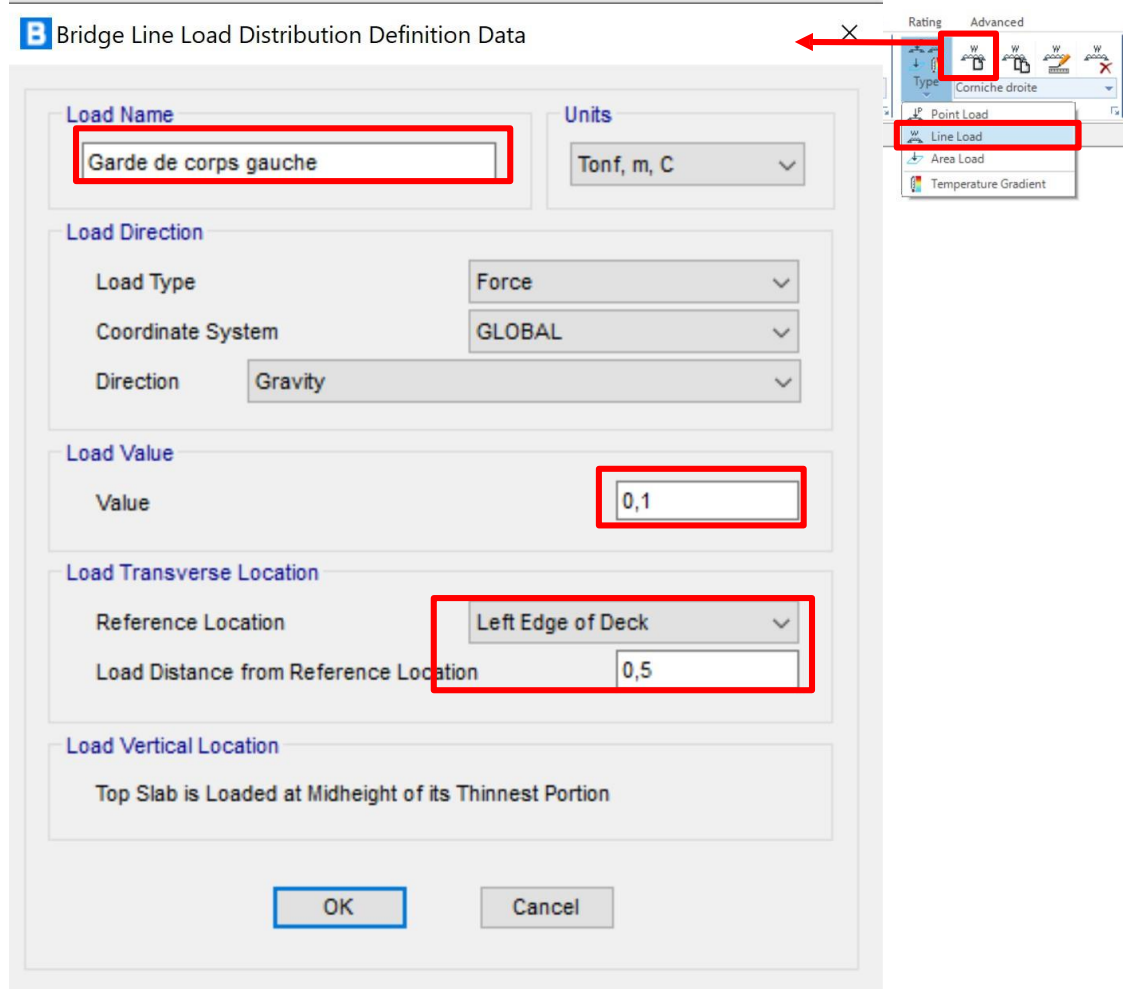 B Bridge Line Load Distribution Definition Data
Load Name
Garde de corps gauche
Units
Tonf, m, C
Load Direction
Load Type Force
Coordinate System GLOBAL
Direction Gravity
Load Value
Value 0,1
Load Transverse Location
Reference Location Left Edge of Deck
Load Distance from Reference Location 0,5
Load Vertical Location
Top Slab is Loaded at Midheight of its Thinnest Portion
OK Cancel
Rating Advanced
W W W W
Type Corniche droite
P Point Load
W Line Load
Area Load
Temperature Gradient